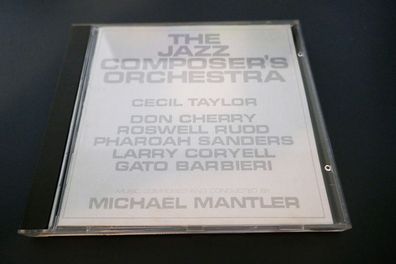 THE
JAZZ
COMPOSER'S
ORCHESTRA
CECIL TAYLOR
DON CHERRY
ROSWELL RUDD
PHAROAH SANDERS
LARRY CORYELL
GATO BARBIERI
MUSIC COMPOSED AND CONDUCTED BY
MICHAEL MANTLER